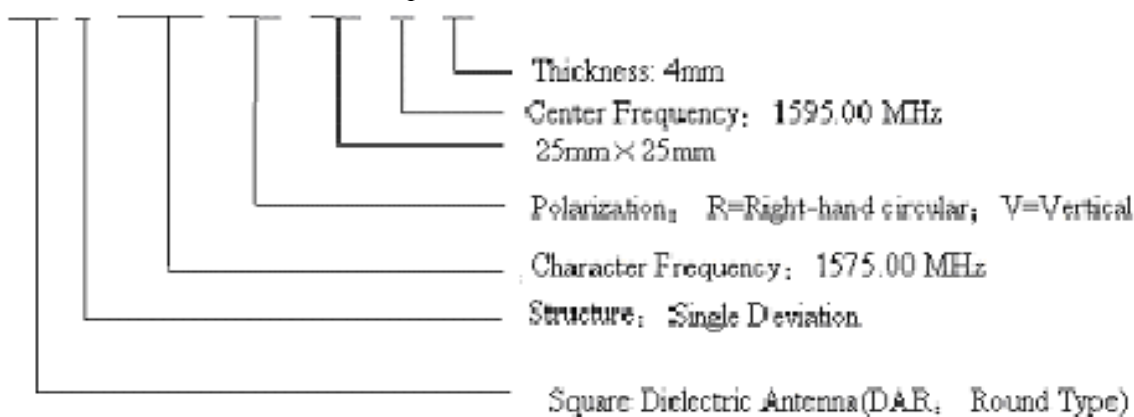 Thickness: 4mm
Center Frequency： 1595.00 MHz
25mm×25mm
Polarization： R=Right-hand circular； V=Vertical
Character Frequency： 1575.00 MHz
Structure： Single Deviation
Square Dielectric Antenna(DAR， Round Type)